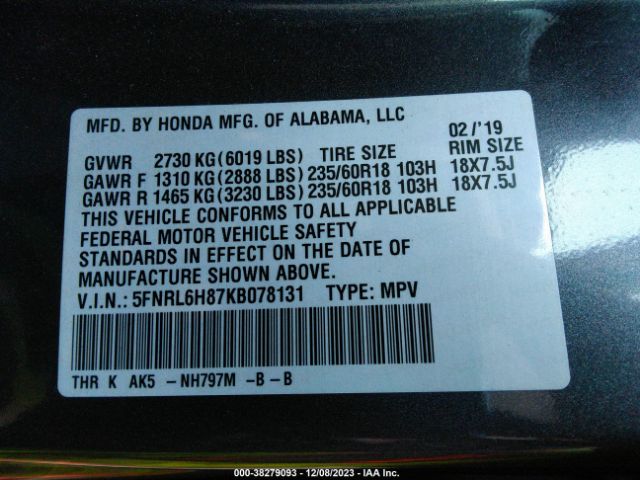 MFD. BY HONDA MFG. OF ALABAMA, LLC 02 /'19
GVWR 2730 KG (6019 LBS) TIRE SIZE RIM SIZE
GAWR F 1310 KG (2888 LBS) 235/60R18 103H 18X7.5J
GAWR R 1465 KG (3230 LBS) 235/60R18 103H 18X7.5J
THIS VEHICLE CONFORMS TO ALL APPLICABLE
FEDERAL MOTOR VEHICLE SAFETY
STANDARDS IN EFFECT ON THE DATE OF
MANUFACTURE SHOWN ABOVE.
V.I.N.: 5FNRL6H87KB078131 TYPE: MPV
THR K AK5 -NH797M -B-B
000-38279093 - 12/08/2023 - IAA Inc.